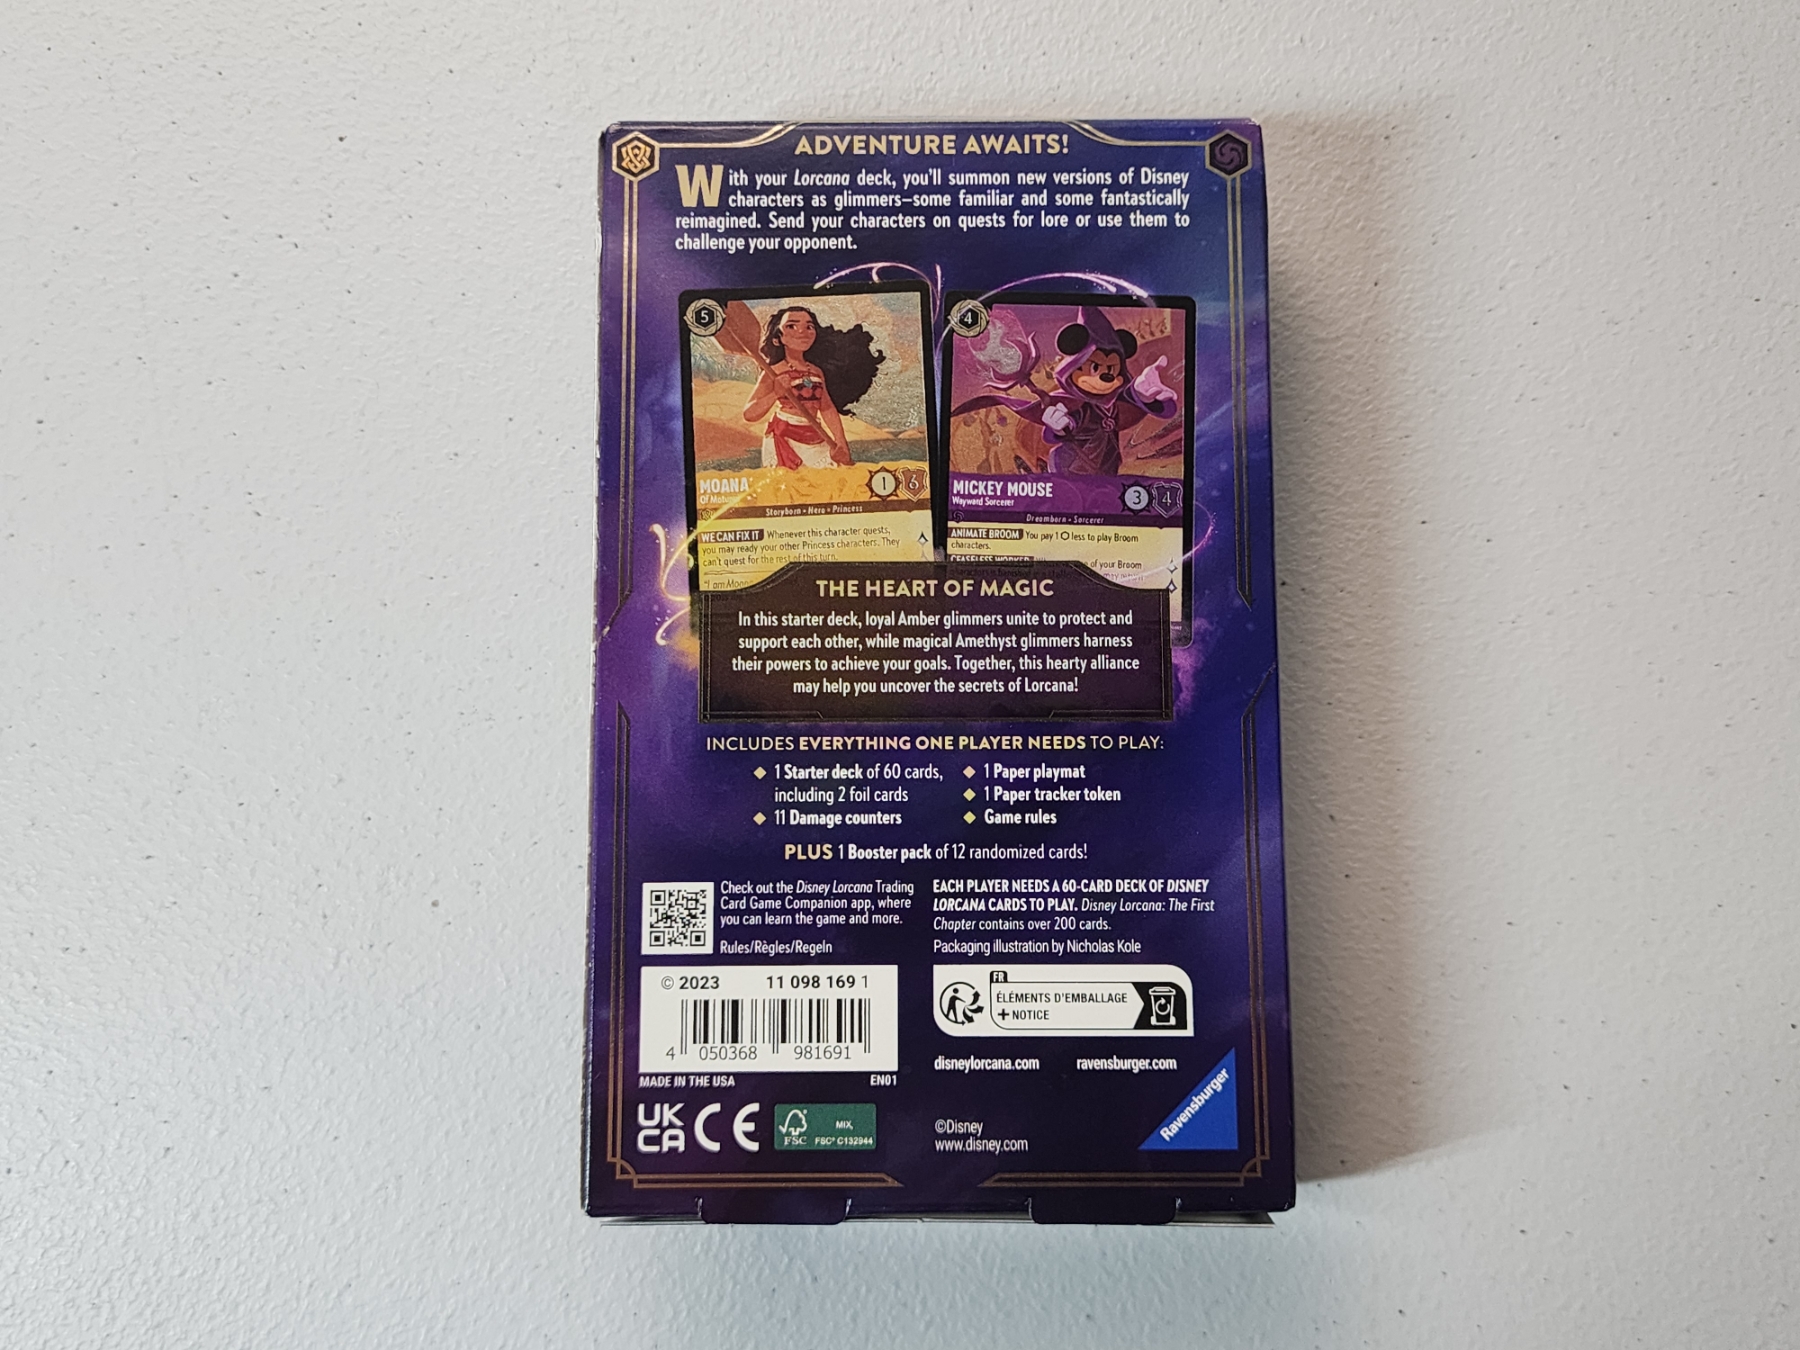 ADVENTURE AWAITS!
With your Lorcana deck, you'll summon new versions of Disney
characters as glimmers—some familiar and some fantastically
reimagined. Send your characters on quests for lore or use them to
challenge your opponent.
5
MOANA
Of
1 6
Storyborn • Hero • Princess
WE CAN FIX IT Whenever this character quests,
you may ready your other Princess characters. They
can't quest for the rest of this turn.
"I am Moana
4
MICKEY MOUSE
Wayward Sorcerer
3 4
Dreamborn • Sorcerer
ANIMATE BROOM You pay 1 less to play Broom
characters.
CEASELESS WORKER
of your Broom
THE HEART OF MAGIC
In this starter deck, loyal Amber glimmers unite to protect and
support each other, while magical Amethyst glimmers harness
their powers to achieve your goals. Together, this hearty alliance
may help you uncover the secrets of Lorcana!
INCLUDES EVERYTHING ONE PLAYER NEEDS TO PLAY:
1 Starter deck of 60 cards,
including 2 foil cards
11 Damage counters
1 Paper playmat
1 Paper tracker token
Game rules
PLUS 1 Booster pack of 12 randomized cards!
Check out the Disney Lorcana Trading
Card Game Companion app, where
you can learn the game and more.
Rules/Règles/Regeln
EACH PLAYER NEEDS A 60-CARD DECK OF DISNEY
LORCANA CARDS TO PLAY. Disney Lorcana: The First
Chapter contains over 200 cards.
Packaging illustration by Nicholas Kole
© 2023 11 098 169 1
4 050368 981691
MADE IN THE USA EN01
FR
ÉLÉMENTS D'EMBALLAGE
+ NOTICE
disneylorcana.com ravensburger.com
UK
CA CE
FSC
MIX
FSC® C132944
©Disney
www.disney.com
Ravensburger